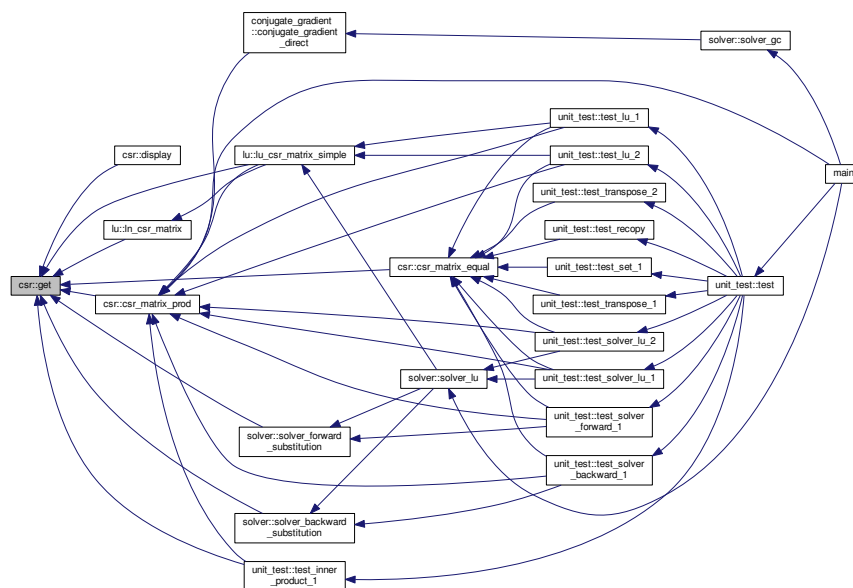 conjugate_gradient
::conjugate_gradient
_direct
solver::solver_gc
unit_test::test_lu_1
csr::display
lu::lu_csr_matrix_simple
unit_test::test_lu_2
main
unit_test::test_transpose_2
lu::ln_csr_matrix
unit_test::test_recopy
csr::csr_matrix_equal
unit_test::test_set_1
csr::get
unit_test::test
csr::csr_matrix_prod
unit_test::test_transpose_1
unit_test::test_solver_lu_2
solver::solver_lu
unit_test::test_solver_lu_1
unit_test::test_solver
_forward_1
solver::solver_forward
_substitution
unit_test::test_solver
_backward_1
solver::solver_backward
_substitution
unit_test::test_inner
_product_1